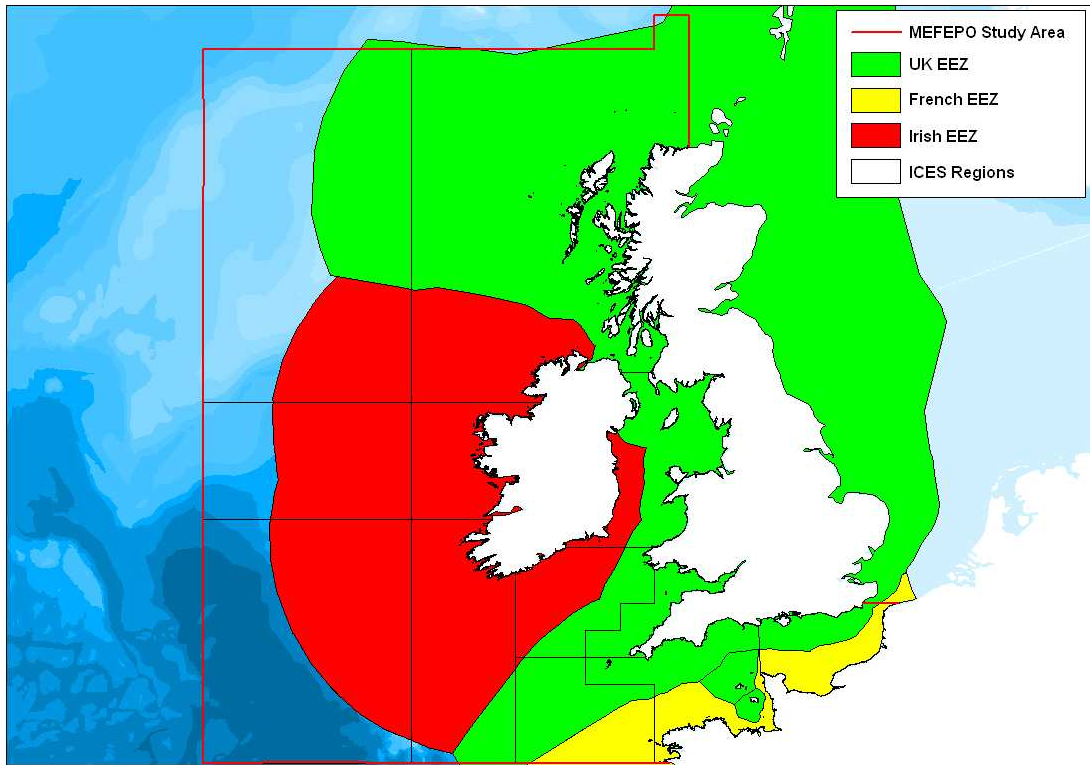 MEFEPO Study Area
UK EEZ
French EEZ
Irish EEZ
ICES Regions